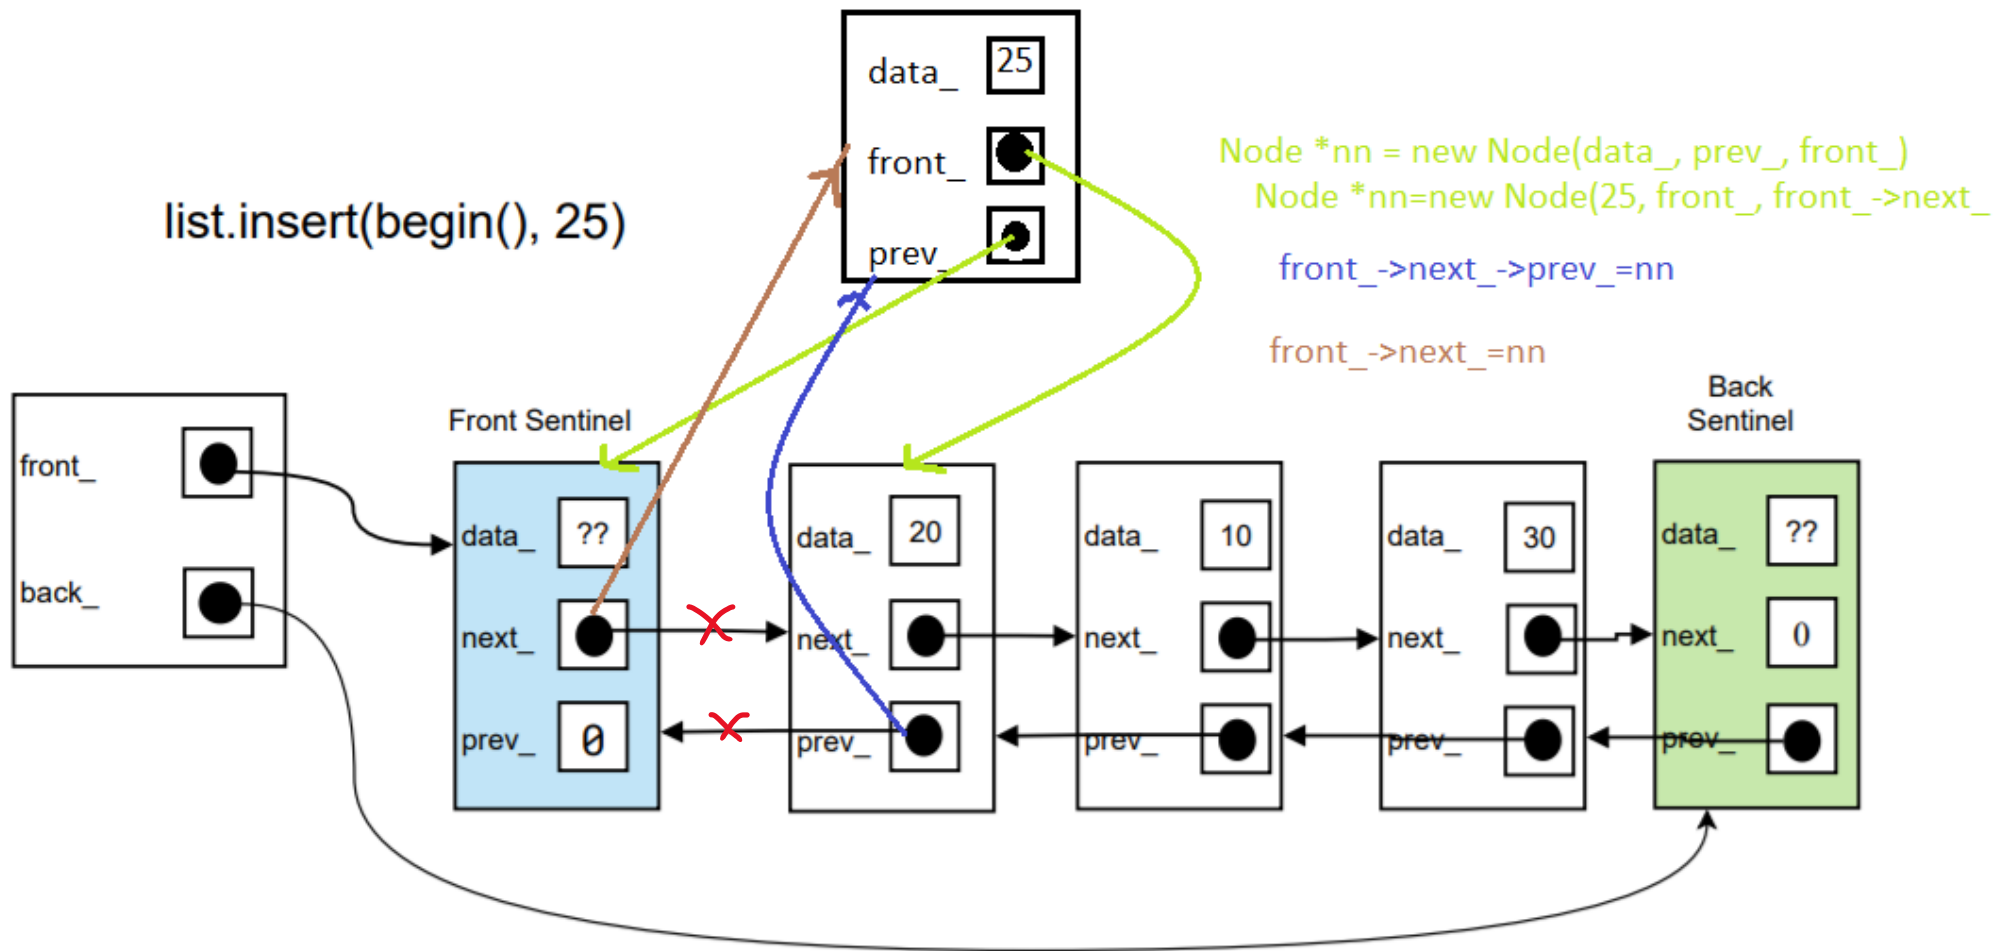 data_ 25
front_
prev_
list.insert(begin(), 25)
Node *nn = new Node(data_, prev_, front_)
Node *nn=new Node(25, front_, front_->next_
front_->next_->prev_=nn
front_->next_=nn
front_
back_
Front Sentinel
data_ ??
next_
prev_ 0
data_ 20
next_
prev_
data_ 10
next_
prev_
data_ 30
next_
prev_
Back
Sentinel
data_ ??
next_ 0
prev_